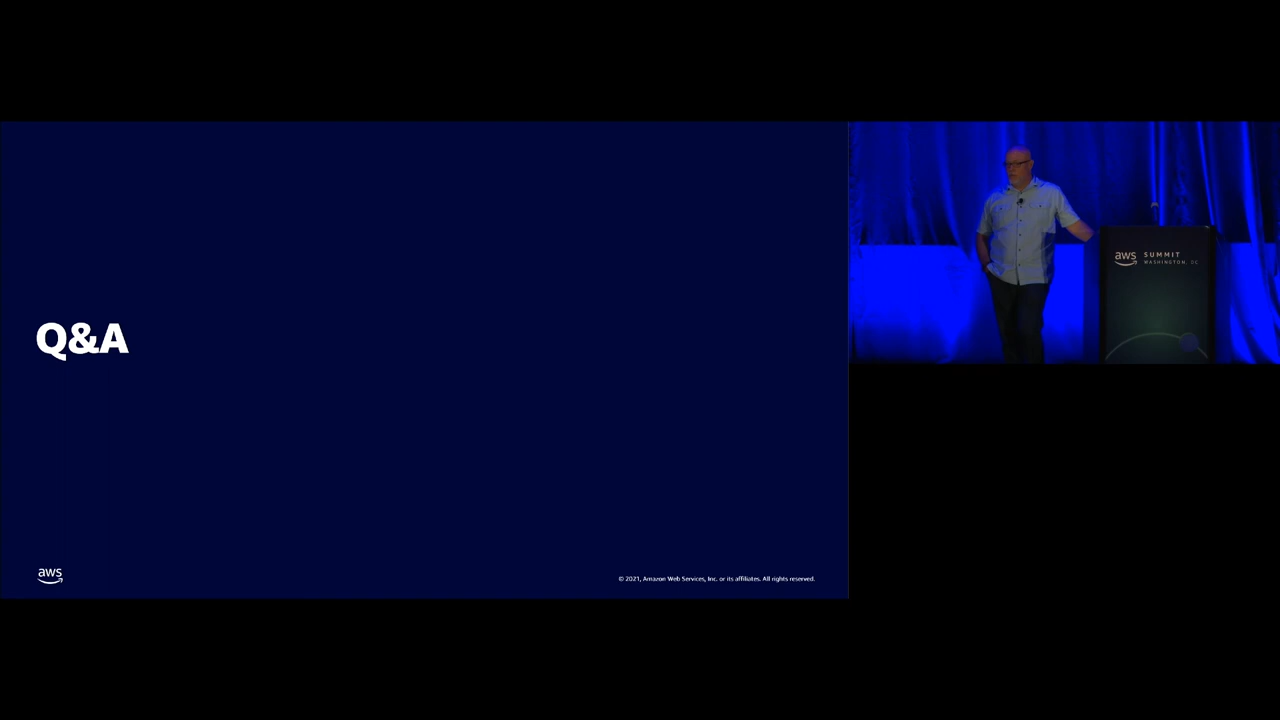 Q&A
aws
© 2021, Amazon Web Services, Inc. or its affiliates. All rights reserved.
aws SUMMIT
WASHINGTON, DC